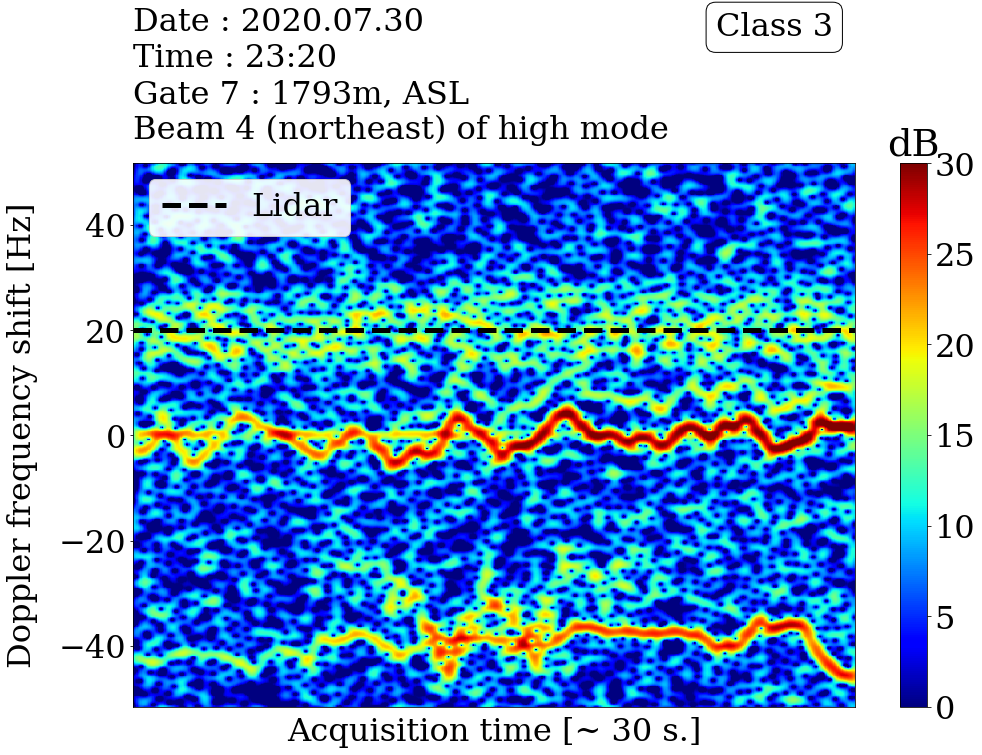 Date : 2020.07.30
Time : 23:20
Gate 7 : 1793m, ASL
Beam 4 (northeast) of high mode
Class 3
dB
Lidar
Doppler frequency shift [Hz]
40
20
0
−20
−40
Acquisition time [~ 30 s.]
30
25
20
15
10
5
0